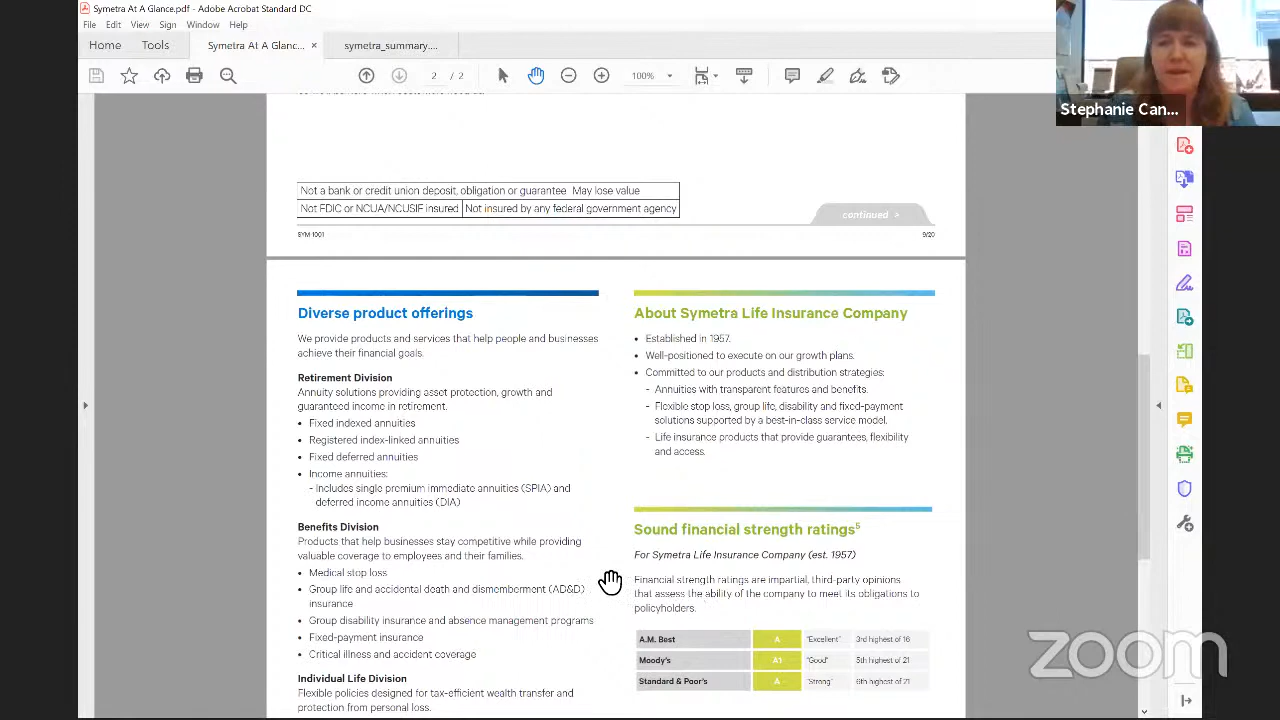 Symetra At A Glance.pdf - Adobe Acrobat Standard DC
File Edit View Sign Window Help
Home Tools Symetra At A Glanc... × symetra_summary....
2 / 2 100%
Stephanie Can...
Not a bank or credit union deposit, obligation or guarantee May lose value
Not FDIC or NCUA/NCUSIF insured Not insured by any federal government agency
continued >
SYM-1001 9/20
Diverse product offerings
We provide products and services that help people and businesses
achieve their financial goals.
Retirement Division
Annuity solutions providing asset protection, growth and
guaranteed income in retirement.
• Fixed indexed annuities
• Registered index-linked annuities
• Fixed deferred annuities
• Income annuities:
- Includes single premium immediate annuities (SPIA) and
deferred income annuities (DIA)
Benefits Division
Products that help businesses stay competitive while providing
valuable coverage to employees and their families.
• Medical stop loss
• Group life and accidental death and dismemberment (AD&D)
insurance
• Group disability insurance and absence management programs
• Fixed-payment insurance
• Critical illness and accident coverage
Individual Life Division
Flexible policies designed for tax-efficient wealth transfer and
protection from personal loss.
About Symetra Life Insurance Company
• Established in 1957.
• Well-positioned to execute on our growth plans.
• Committed to our products and distribution strategies:
- Annuities with transparent features and benefits.
- Flexible stop loss, group life, disability and fixed-payment
solutions supported by a best-in-class service model.
- Life insurance products that provide guarantees, flexibility
and access.
Sound financial strength ratings5
For Symetra Life Insurance Company (est. 1957)
Financial strength ratings are impartial, third-party opinions
that assess the ability of the company to meet its obligations to
policyholders.
A.M. Best A "Excellent" 3rd highest of 16
Moody's A1 "Good" 5th highest of 21
Standard & Poor's A "Strong" 6th highest of 21
zoom